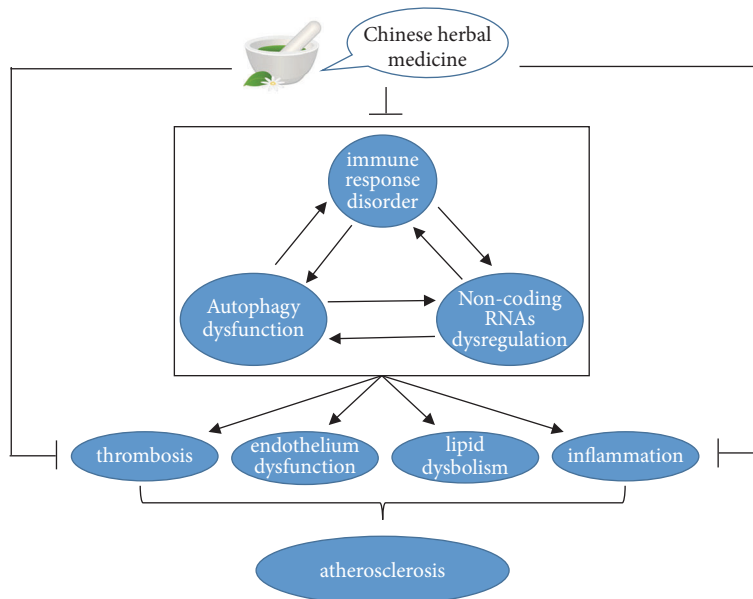 Chinese herbal
medicine
immune
response
disorder
Autophagy
dysfunction
Non-coding
RNAs
dysregulation
thrombosis
endothelium
dysfunction
lipid
dysbolism
inflammation
atherosclerosis